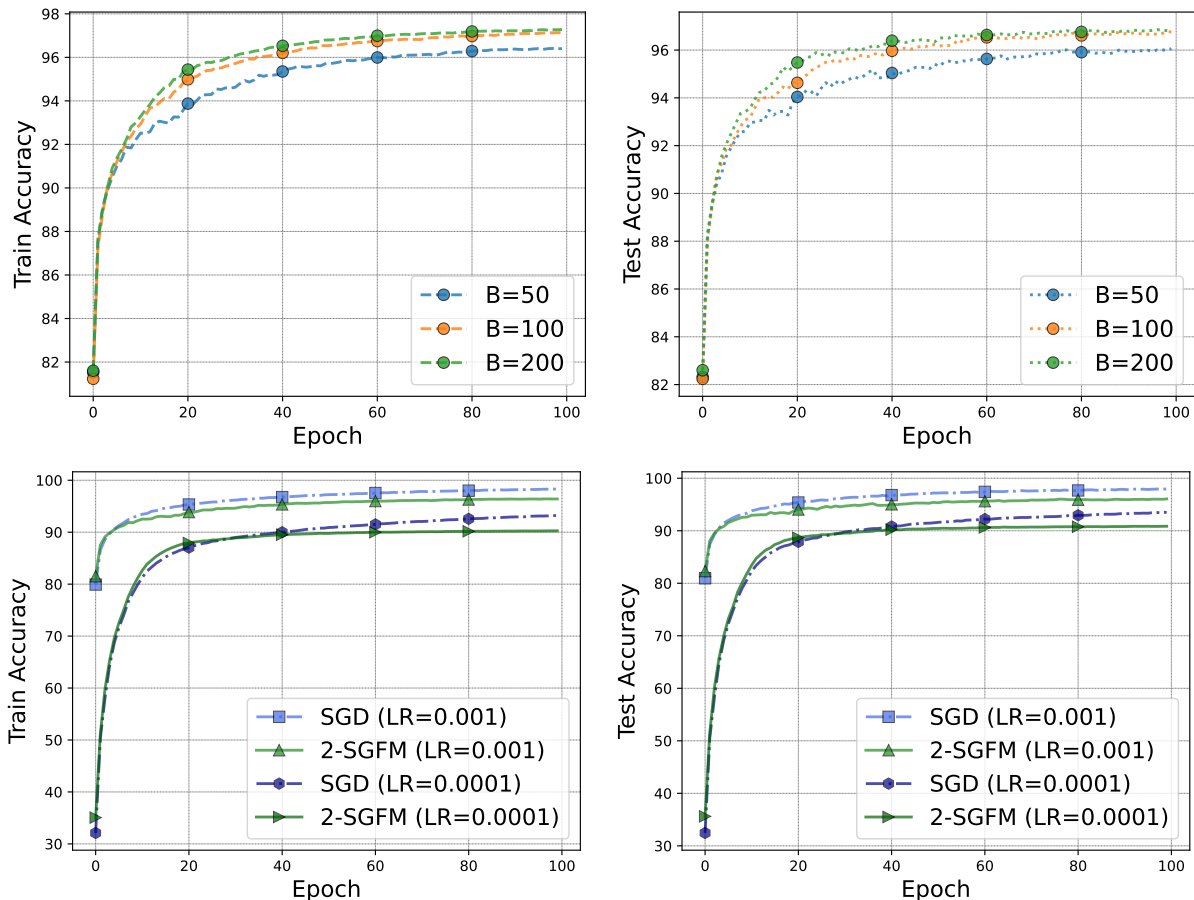 98
96
94
92
90
88
86
84
82
0
20
40
60
80
100
Train Accuracy
Epoch
B=50
B=100
B=200
96
94
92
90
88
86
84
82
0
20
40
60
80
100
Test Accuracy
Epoch
B=50
B=100
B=200
100
90
80
70
60
50
40
30
0
20
40
60
80
100
Train Accuracy
Epoch
SGD (LR=0.001)
2-SGFM (LR=0.001)
SGD (LR=0.0001)
2-SGFM (LR=0.0001)
100
90
80
70
60
50
40
30
0
20
40
60
80
100
Test Accuracy
Epoch
SGD (LR=0.001)
2-SGFM (LR=0.001)
SGD (LR=0.0001)
2-SGFM (LR=0.0001)